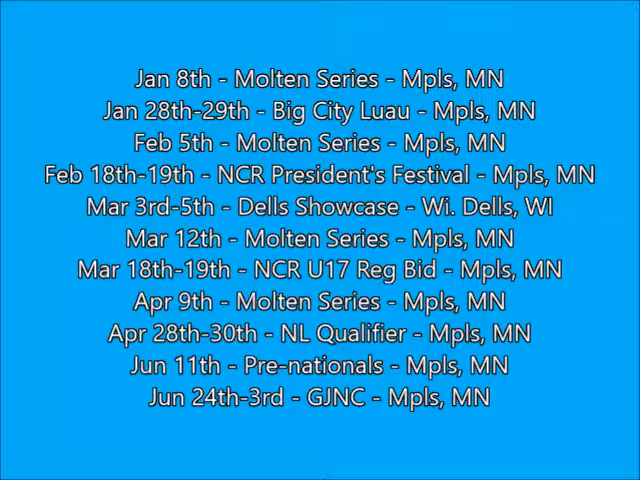 Jan 8th - Molten Series - Mpls, MN
Jan 28th-29th - Big City Luau - Mpls, MN
Feb 5th - Molten Series - Mpls, MN
Feb 18th-19th - NCR President's Festival - Mpls, MN
Mar 3rd-5th - Dells Showcase - Wi. Dells, WI
Mar 12th - Molten Series - Mpls, MN
Mar 18th-19th - NCR U17 Reg Bid - Mpls, MN
Apr 9th - Molten Series - Mpls, MN
Apr 28th-30th - NL Qualifier - Mpls, MN
Jun 11th - Pre-nationals - Mpls, MN
Jun 24th-3rd - GJNC - Mpls, MN